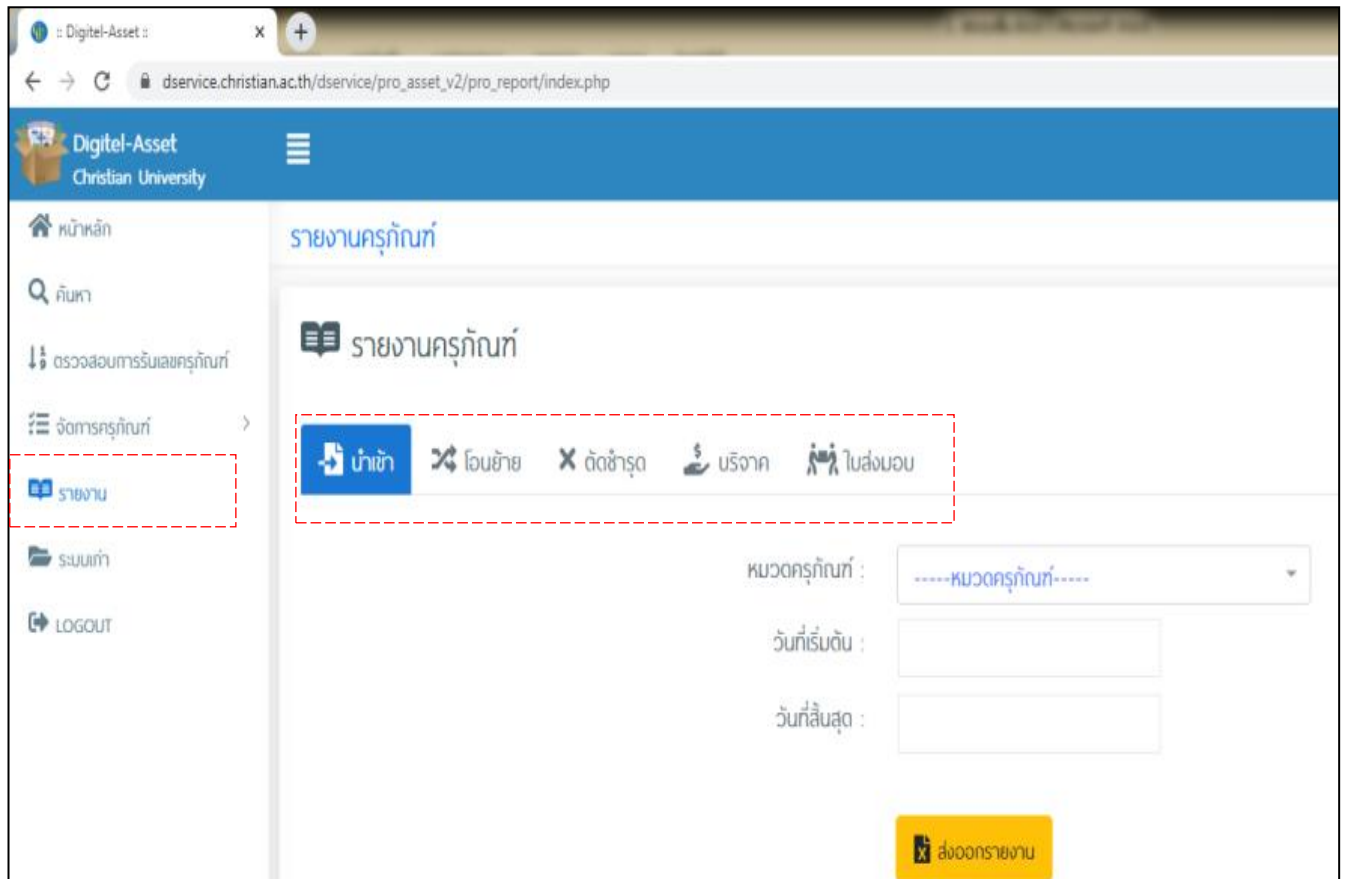 :: Digitel-Asset ::
dservice.christian.ac.th/dservice/pro_asset_v2/pro_report/index.php
Digitel-Asset
Christian University
หน้าหลัก
รายงานครุภัณฑ์
ค้นหา
รายงานครุภัณฑ์
ตรวจสอบการรันเลขครุภัณฑ์
จัดการครุภัณฑ์
นำเข้า โอนย้าย ตัดชำรุด บริจาค ใบส่งมอบ
รายงาน
ระบบเก่า
หมวดครุภัณฑ์ : -----หมวดครุภัณฑ์-----
LOGOUT
วันที่เริ่มต้น :
วันที่สิ้นสุด :
ส่งออกรายงาน